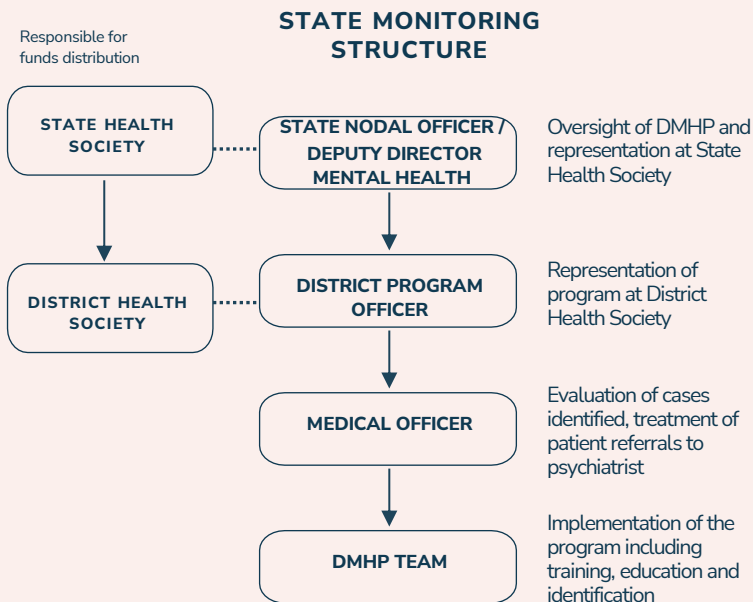 STATE MONITORING
STRUCTURE
Responsible for
funds distribution
STATE HEALTH
SOCIETY
STATE NODAL OFFICER /
DEPUTY DIRECTOR
MENTAL HEALTH
Oversight of DMHP and
representation at State
Health Society
DISTRICT HEALTH
SOCIETY
DISTRICT PROGRAM
OFFICER
Representation of
program at District
Health Society
MEDICAL OFFICER
Evaluation of cases
identified, treatment of
patient referrals to
psychiatrist
DMHP TEAM
Implementation of the
program including
training, education and
identification